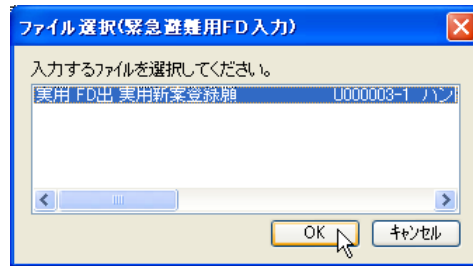 ファイル選択(緊急避難用FD入力)
入力するファイルを選択してください。
実用 FD出 実用新案登録願 U000003-1 ハン
OK
キャンセル